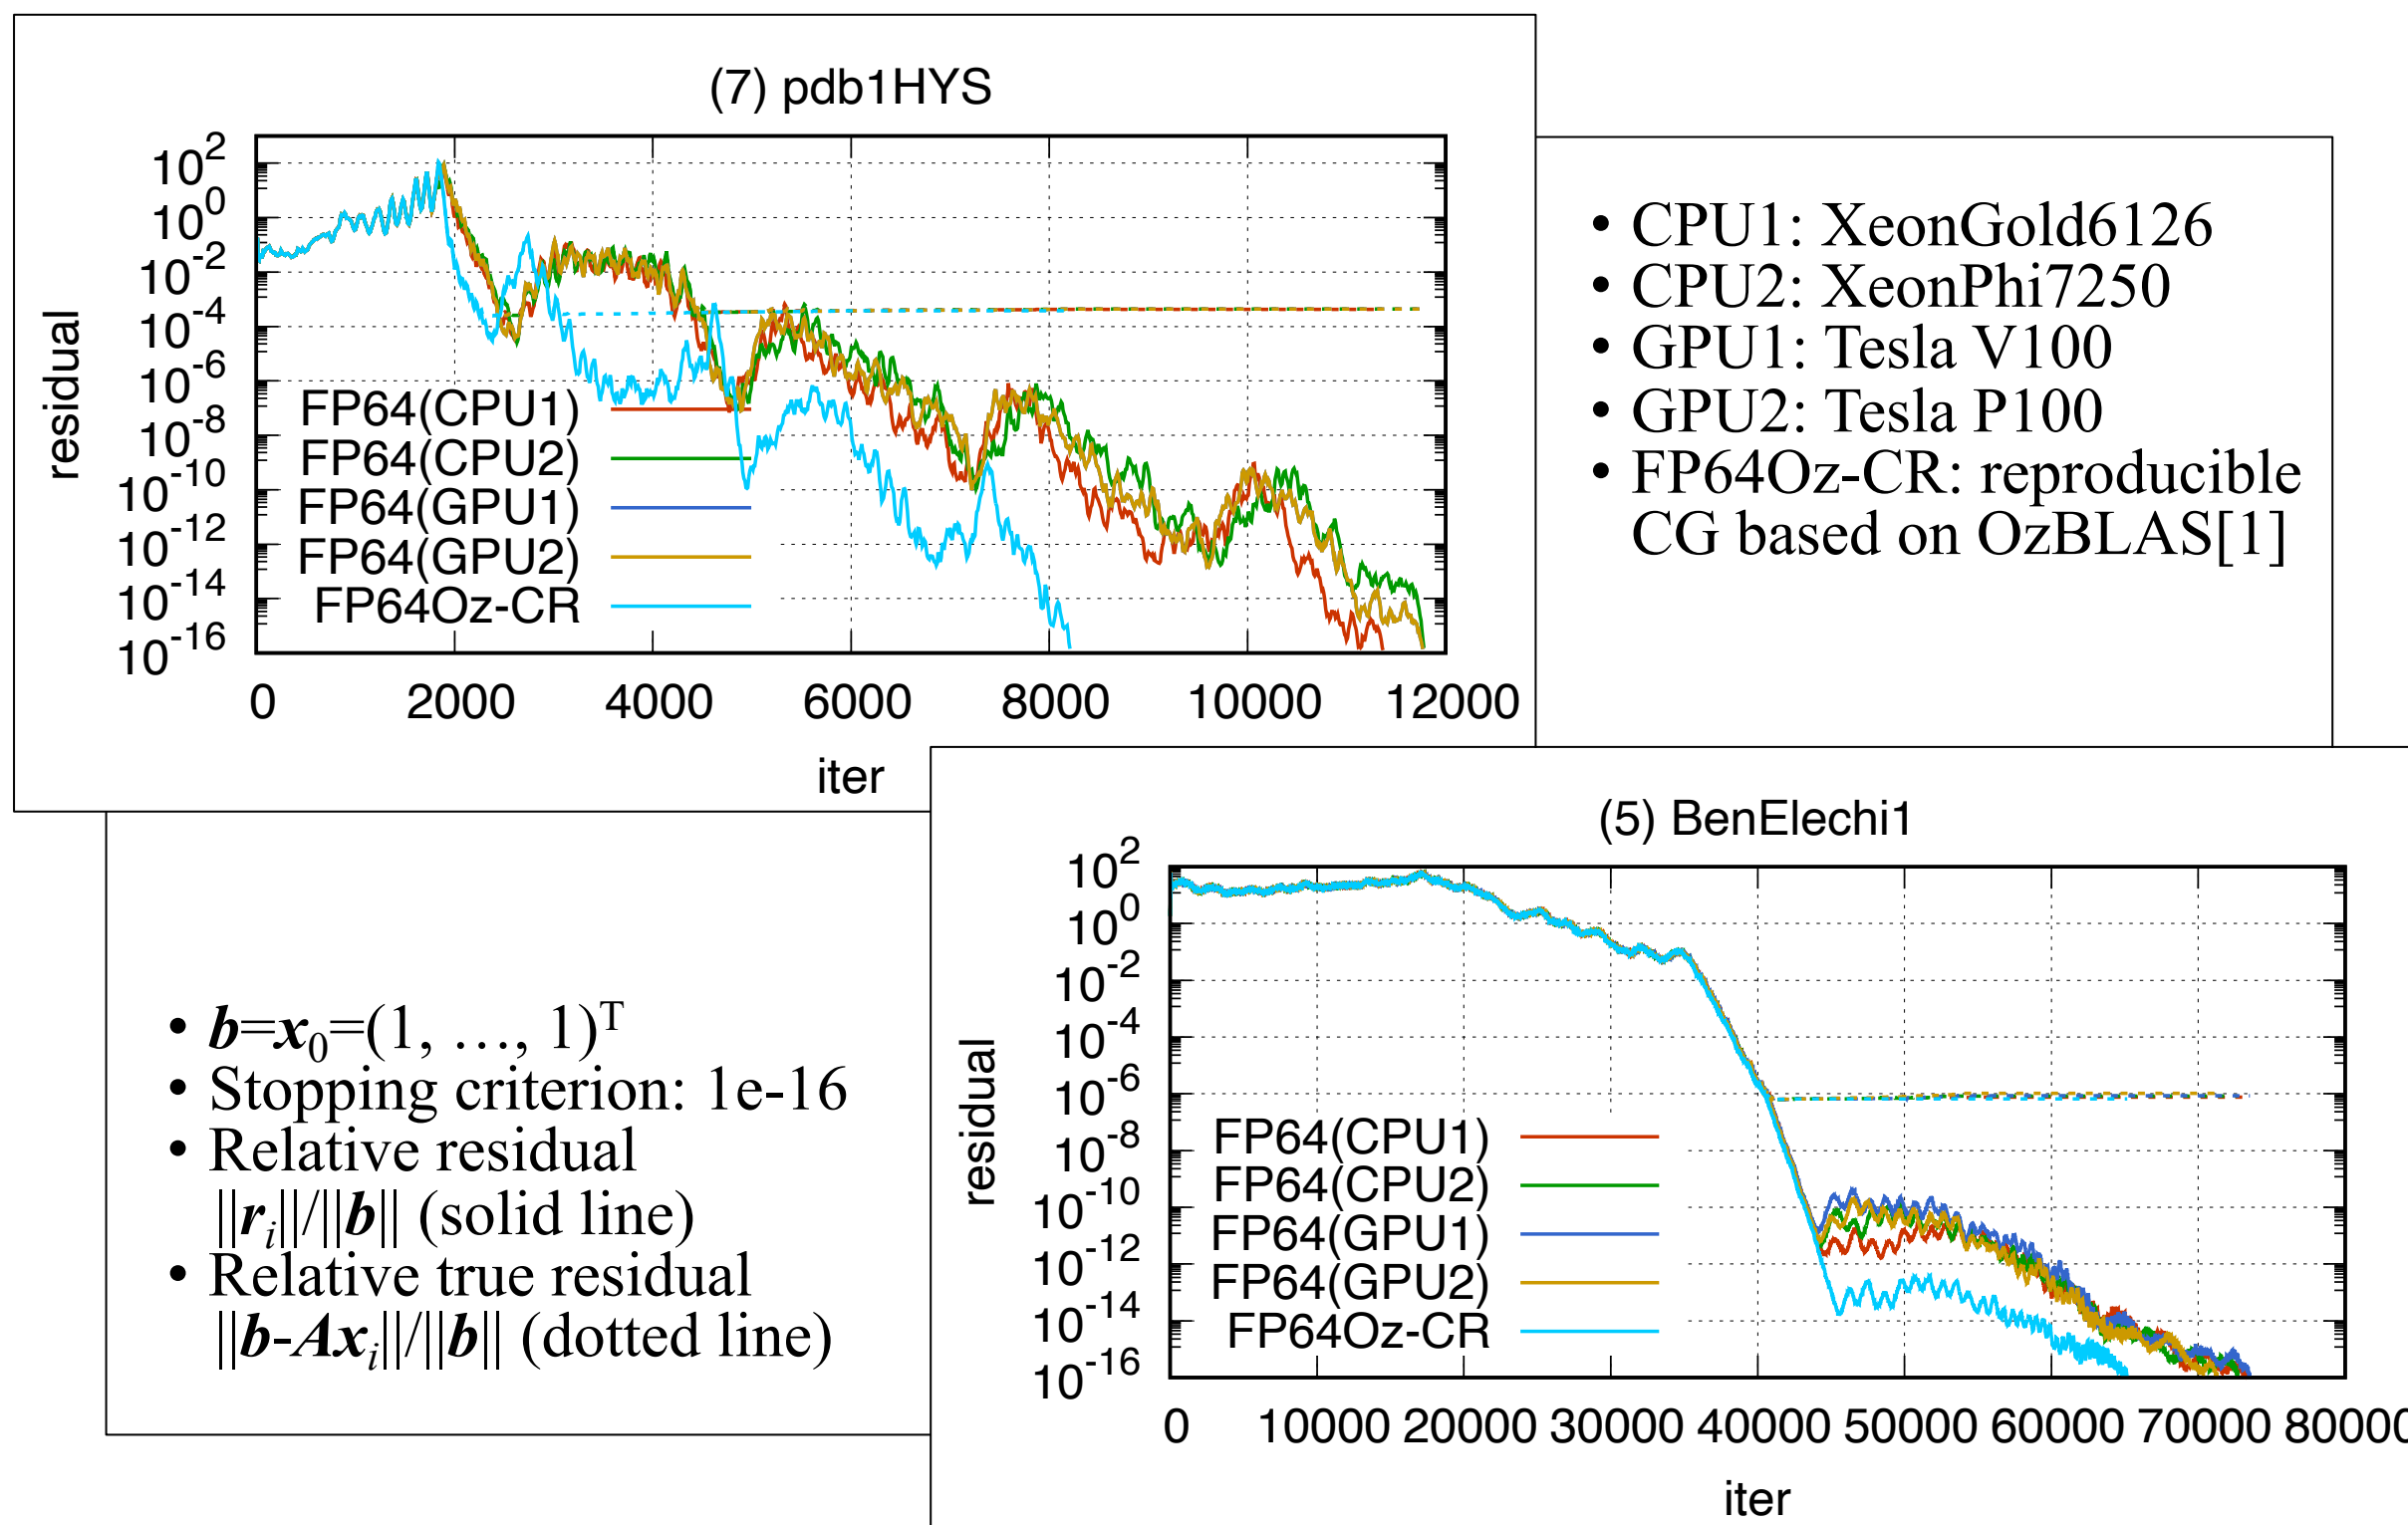 (7) pdb1HYS
10^2
10^0
10^-2
10^-4
10^-6
10^-8
10^-10
10^-12
10^-14
10^-16
residual
FP64(CPU1)
FP64(CPU2)
FP64(GPU1)
FP64(GPU2)
FP64Oz-CR
0 2000 4000 6000 8000 10000 12000
iter
• CPU1: XeonGold6126
• CPU2: XeonPhi7250
• GPU1: Tesla V100
• GPU2: Tesla P100
• FP64Oz-CR: reproducible
CG based on OzBLAS[1]
• b=x₀=(1, …, 1)ᵀ
• Stopping criterion: 1e-16
• Relative residual
||rᵢ||/||b|| (solid line)
• Relative true residual
||b-Axᵢ||/||b|| (dotted line)
(5) BenElechi1
10^2
10^0
10^-2
10^-4
10^-6
10^-8
10^-10
10^-12
10^-14
10^-16
residual
FP64(CPU1)
FP64(CPU2)
FP64(GPU1)
FP64(GPU2)
FP64Oz-CR
0 10000 20000 30000 40000 50000 60000 70000 80000
iter